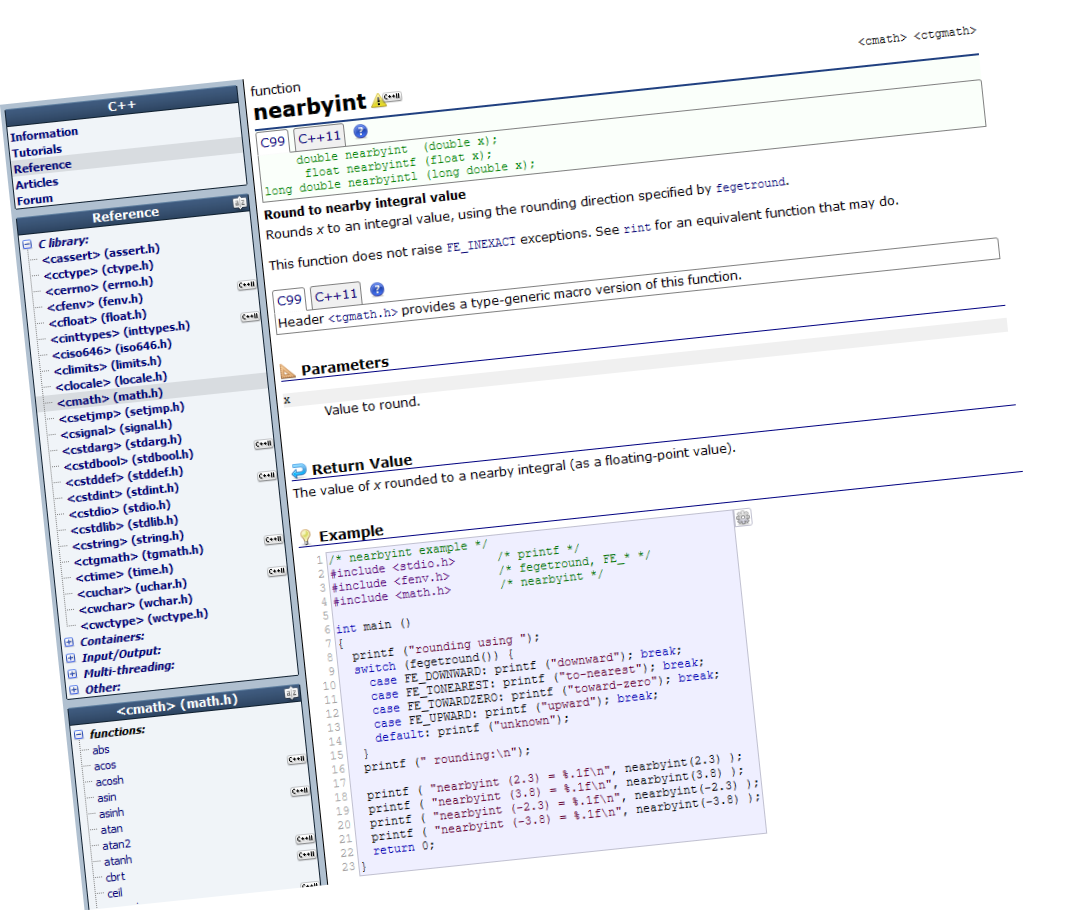 <cmath> <ctgmath>
C++
Information
Tutorials
Reference
Articles
Forum
Reference
C library:
<cassert> (assert.h)
<cctype> (ctype.h)
<cerrno> (errno.h)
<cfenv> (fenv.h)
C++11
<cfloat> (float.h)
<cinttypes> (inttypes.h)
C++11
<ciso646> (iso646.h)
<climits> (limits.h)
<clocale> (locale.h)
<cmath> (math.h)
<csetjmp> (setjmp.h)
<csignal> (signal.h)
<cstdarg> (stdarg.h)
<cstdbool> (stdbool.h)
C++11
<cstddef> (stddef.h)
<cstdint> (stdint.h)
C++11
<cstdio> (stdio.h)
<cstdlib> (stdlib.h)
<cstring> (string.h)
<ctgmath> (tgmath.h)
C++11
<ctime> (time.h)
<cuchar> (uchar.h)
C++11
<cwchar> (wchar.h)
<cwctype> (wctype.h)
Containers:
Input/Output:
Multi-threading:
Other:
<cmath> (math.h)
functions:
abs
acos
acosh
C++11
asin
asinh
C++11
atan
atan2
atanh
C++11
cbrt
C++11
ceil
function
nearbyint C++11
C99 C++11
double nearbyint (double x);
float nearbyintf (float x);
long double nearbyintl (long double x);
Round to nearby integral value
Rounds x to an integral value, using the rounding direction specified by fegetround.
This function does not raise FE_INEXACT exceptions. See rint for an equivalent function that may do.
C99 C++11
Header <tgmath.h> provides a type-generic macro version of this function.
Parameters
x
Value to round.
Return Value
The value of x rounded to a nearby integral (as a floating-point value).
Example
1 /* nearbyint example */
2 #include <stdio.h> /* printf */
3 #include <fenv.h> /* fegetround, FE_* */
4 #include <math.h> /* nearbyint */
5
6 int main ()
7 {
8 printf ("rounding using ");
9 switch (fegetround()) {
10 case FE_DOWNWARD: printf ("downward"); break;
11 case FE_TONEAREST: printf ("to-nearest"); break;
12 case FE_TOWARDZERO: printf ("toward-zero"); break;
13 case FE_UPWARD: printf ("upward"); break;
14 default: printf ("unknown");
15 }
16 printf (" rounding:\n");
17
18 printf ( "nearbyint (2.3) = %.1f\n", nearbyint(2.3) );
19 printf ( "nearbyint (3.8) = %.1f\n", nearbyint(3.8) );
20 printf ( "nearbyint (-2.3) = %.1f\n", nearbyint(-2.3) );
21 printf ( "nearbyint (-3.8) = %.1f\n", nearbyint(-3.8) );
22 return 0;
23 }